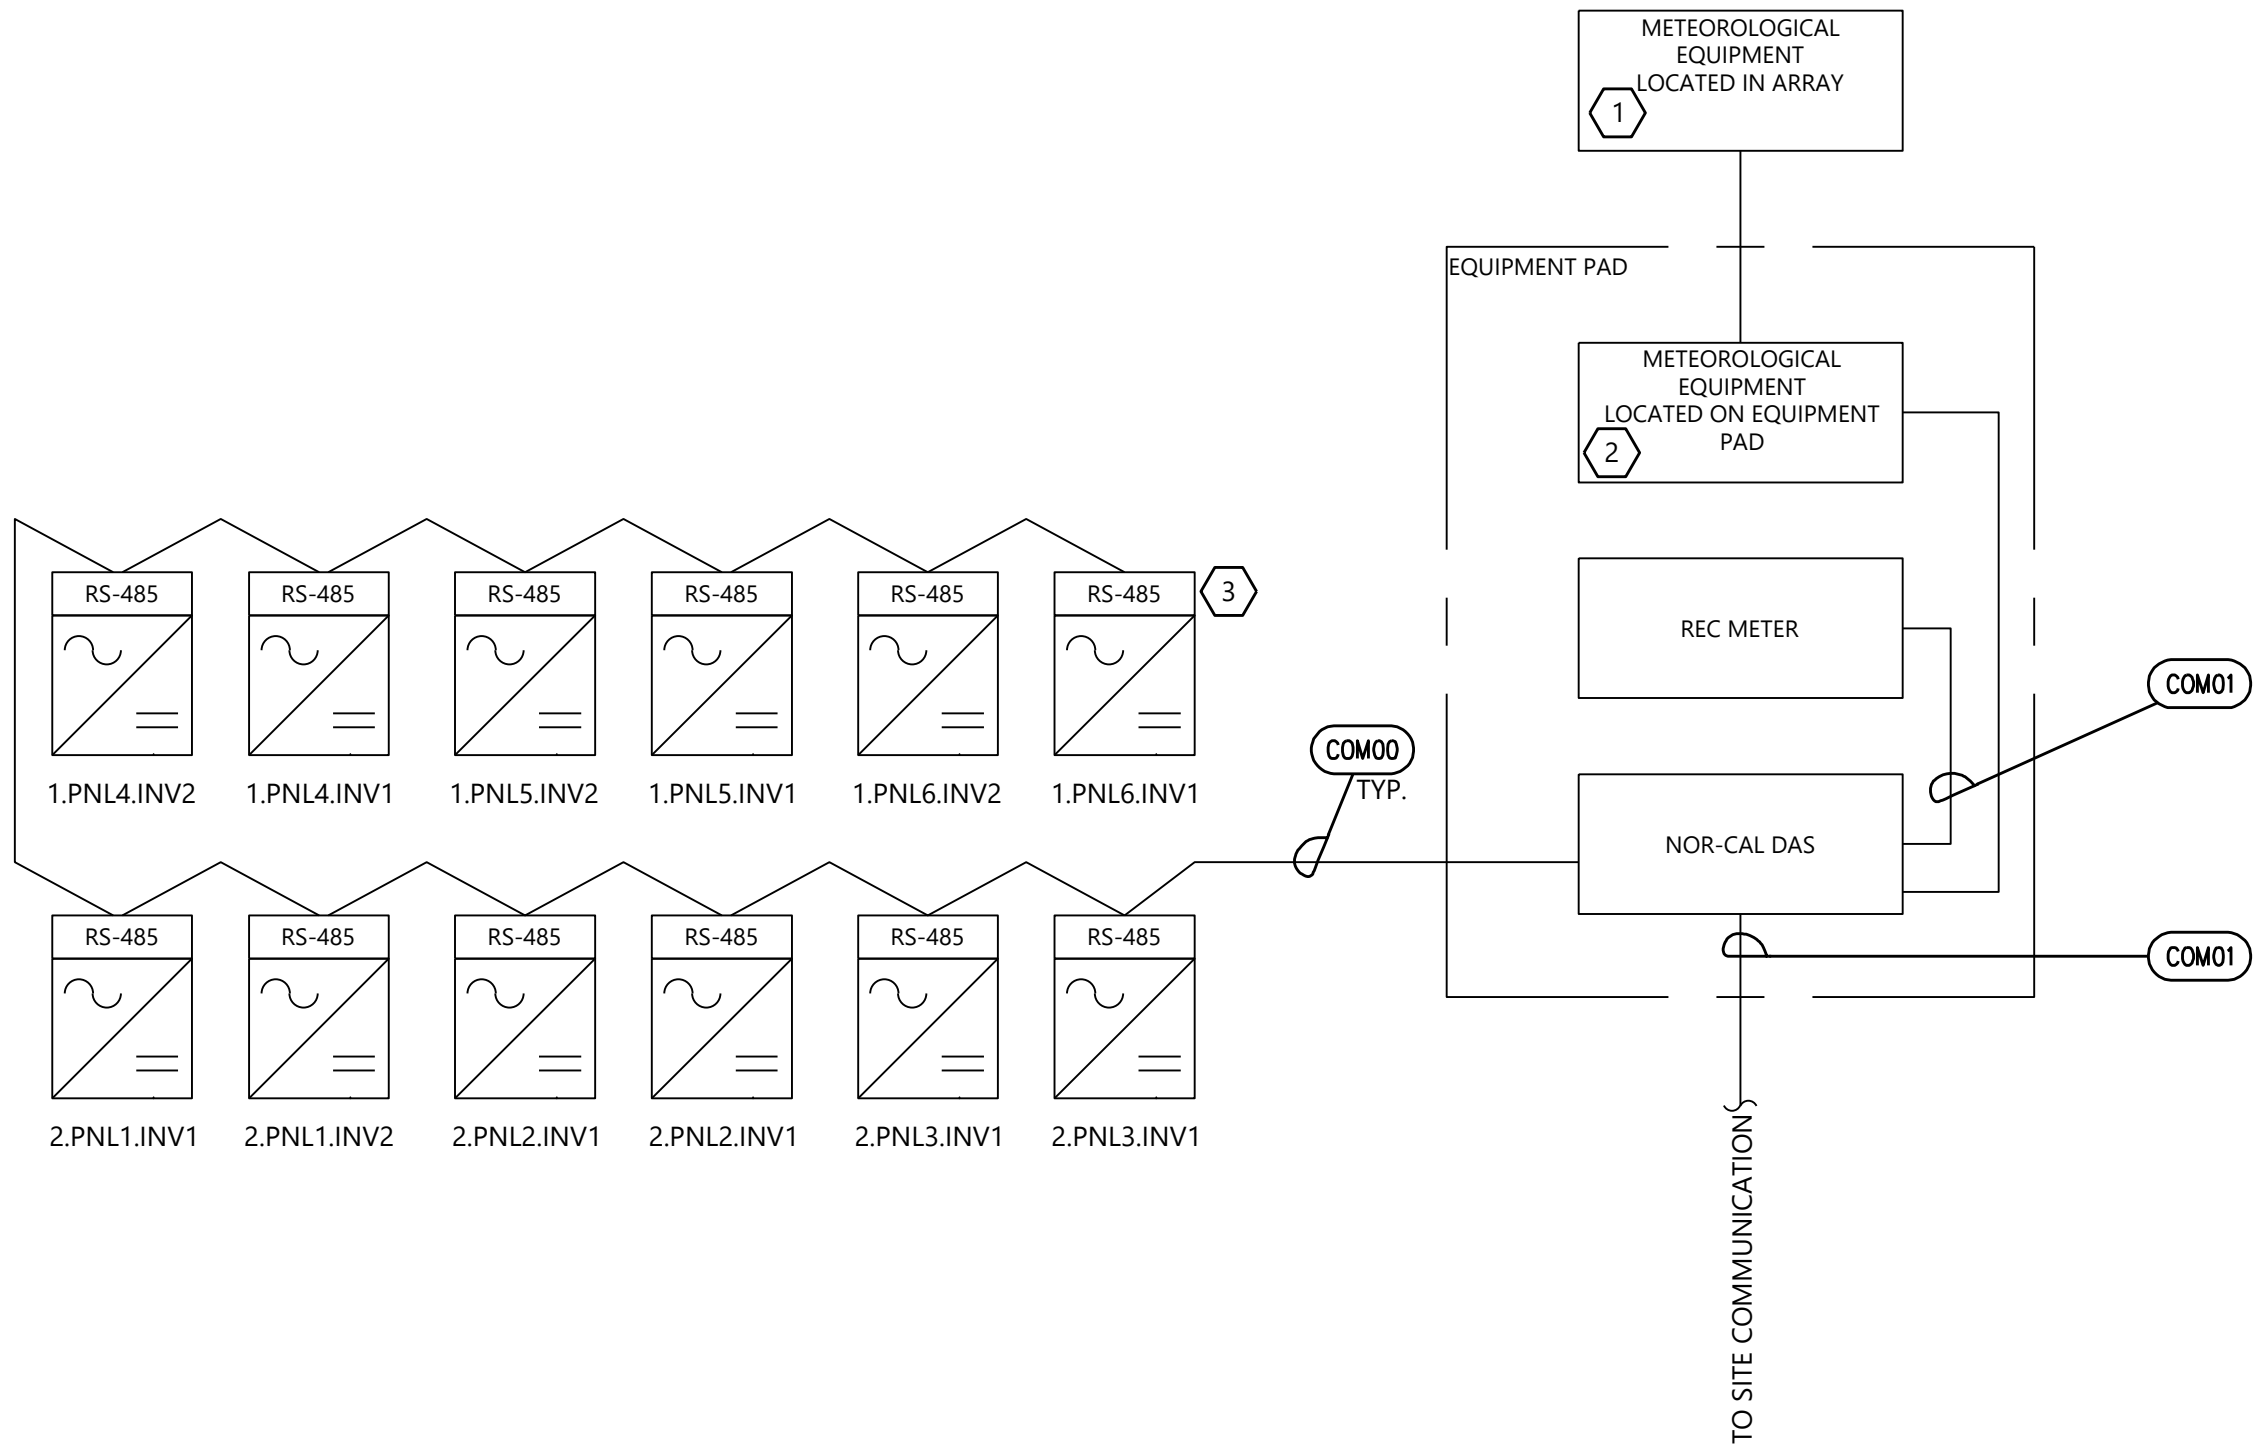 METEOROLOGICAL
EQUIPMENT
LOCATED IN ARRAY
1
EQUIPMENT PAD
METEOROLOGICAL
EQUIPMENT
LOCATED ON EQUIPMENT
PAD
2
RS-485
RS-485
RS-485
RS-485
RS-485
RS-485
3
1.PNL4.INV2
1.PNL4.INV1
1.PNL5.INV2
1.PNL5.INV1
1.PNL6.INV2
1.PNL6.INV1
REC METER
COM01
COM00
TYP.
NOR-CAL DAS
RS-485
RS-485
RS-485
RS-485
RS-485
RS-485
COM01
2.PNL1.INV1
2.PNL1.INV2
2.PNL2.INV1
2.PNL2.INV1
2.PNL3.INV1
2.PNL3.INV1
TO SITE COMMUNICATION